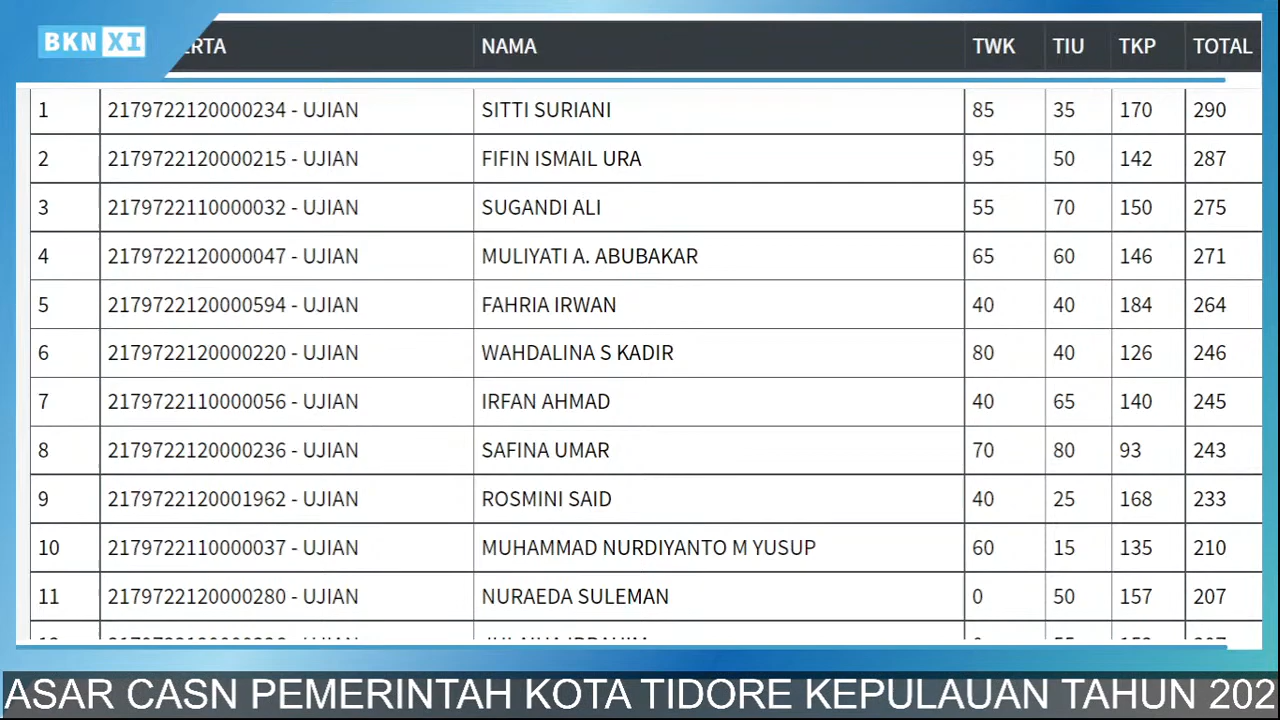 BKN XI
ERTA NAMA TWK TIU TKP TOTAL
1 2179722120000234 - UJIAN SITTI SURIANI 85 35 170 290
2 2179722120000215 - UJIAN FIFIN ISMAIL URA 95 50 142 287
3 2179722110000032 - UJIAN SUGANDI ALI 55 70 150 275
4 2179722120000047 - UJIAN MULIYATI A. ABUBAKAR 65 60 146 271
5 2179722120000594 - UJIAN FAHRIA IRWAN 40 40 184 264
6 2179722120000220 - UJIAN WAHDALINA S KADIR 80 40 126 246
7 2179722110000056 - UJIAN IRFAN AHMAD 40 65 140 245
8 2179722120000236 - UJIAN SAFINA UMAR 70 80 93 243
9 2179722120001962 - UJIAN ROSMINI SAID 40 25 168 233
10 2179722110000037 - UJIAN MUHAMMAD NURDIYANTO M YUSUP 60 15 135 210
11 2179722120000280 - UJIAN NURAEDA SULEMAN 0 50 157 207
ASAR CASN PEMERINTAH KOTA TIDORE KEPULAUAN TAHUN 202